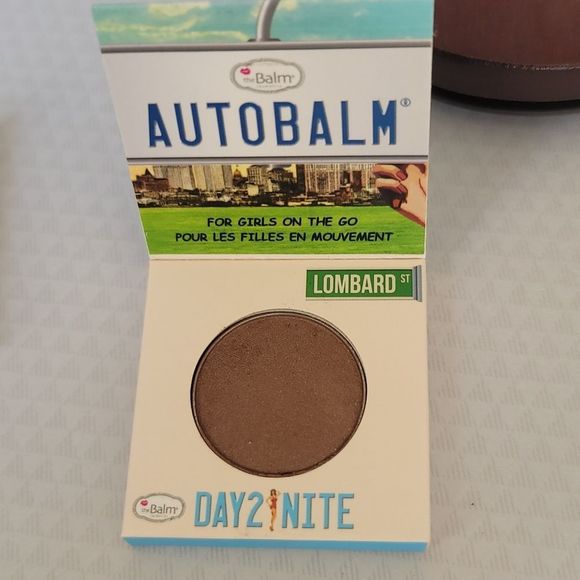 theBalm®
AUTOBALM®
FOR GIRLS ON THE GO
POUR LES FILLES EN MOUVEMENT
LOMBARD ST
theBalm®
DAY2NITE